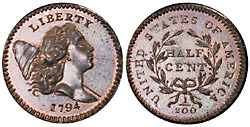 LIBERTY
1794
UNITED STATES OF AMERICA
HALF
CENT
1
200